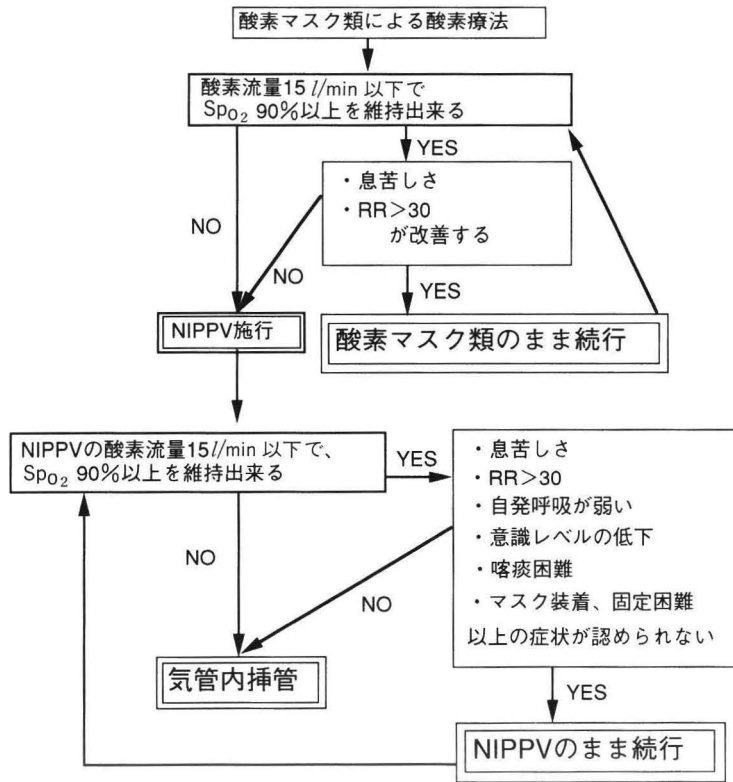 酸素マスク類による酸素療法
酸素流量15 l/min 以下で
SpO₂ 90%以上を維持出来る
YES
・息苦しさ
・RR>30
が改善する
NO
NO
YES
NIPPV施行
酸素マスク類のまま続行
NIPPVの酸素流量15l/min 以下で、
SpO₂ 90%以上を維持出来る
YES
・息苦しさ
・RR>30
・自発呼吸が弱い
・意識レベルの低下
・喀痰困難
・マスク装着、固定困難
以上の症状が認められない
NO
NO
気管内挿管
YES
NIPPVのまま続行